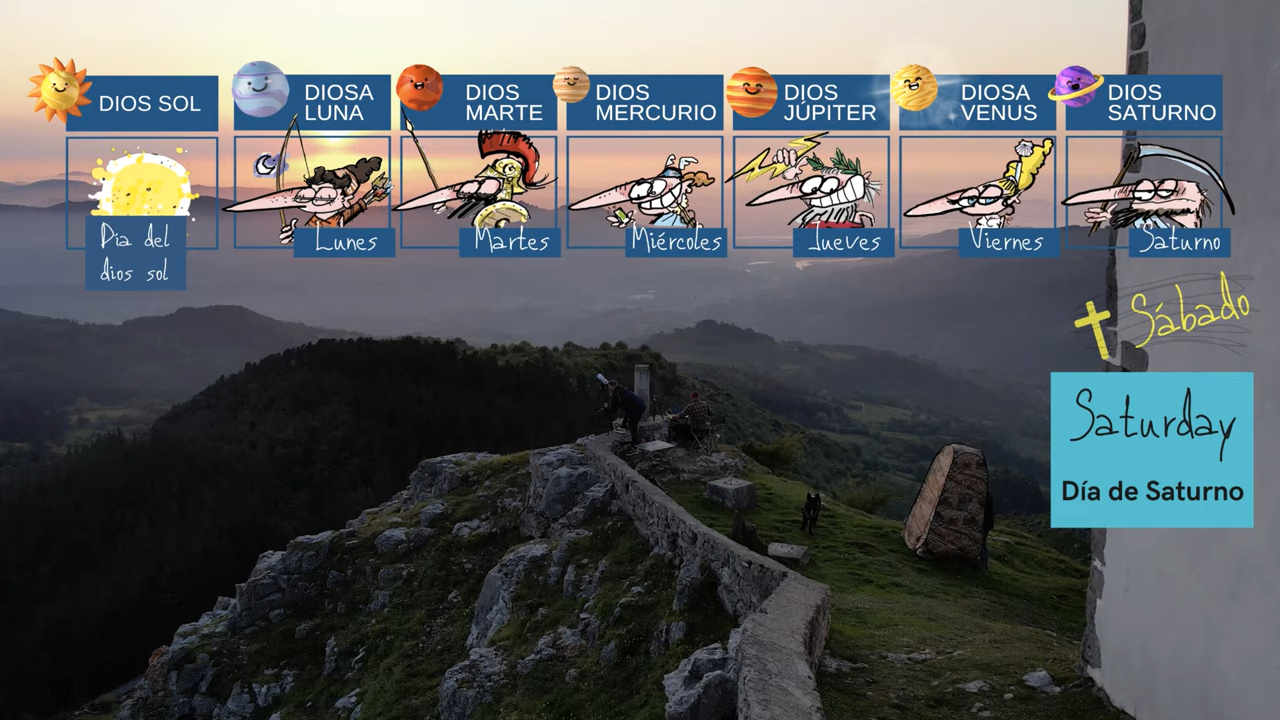 DIOS SOL
DIOSA
LUNA
DIOS
MARTE
DIOS
MERCURIO
DIOS
JÚPITER
DIOSA
VENUS
DIOS
SATURNO
Día del
dios sol
Lunes
Martes
Miércoles
Jueves
Viernes
Saturno
Sábado
Saturday
Día de Saturno